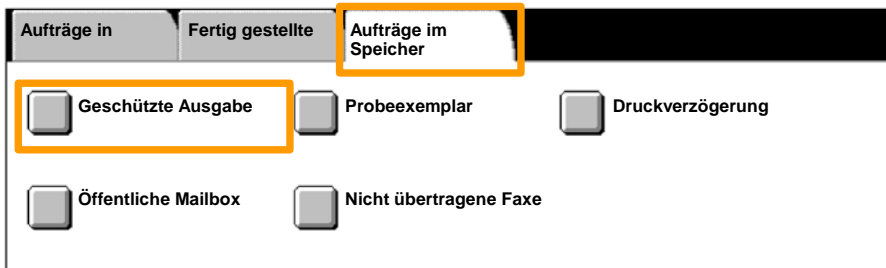 Aufträge in
Fertig gestellte
Aufträge im
Speicher
Geschützte Ausgabe
Probeexemplar
Druckverzögerung
Öffentliche Mailbox
Nicht übertragene Faxe